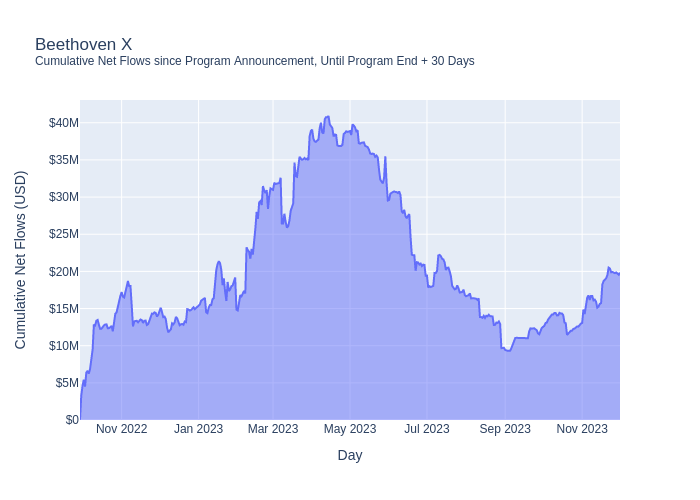 Beethoven X
Cumulative Net Flows since Program Announcement, Until Program End + 30 Days
Cumulative Net Flows (USD)
$40M
$35M
$30M
$25M
$20M
$15M
$10M
$5M
$0
Nov 2022 Jan 2023 Mar 2023 May 2023 Jul 2023 Sep 2023 Nov 2023
Day